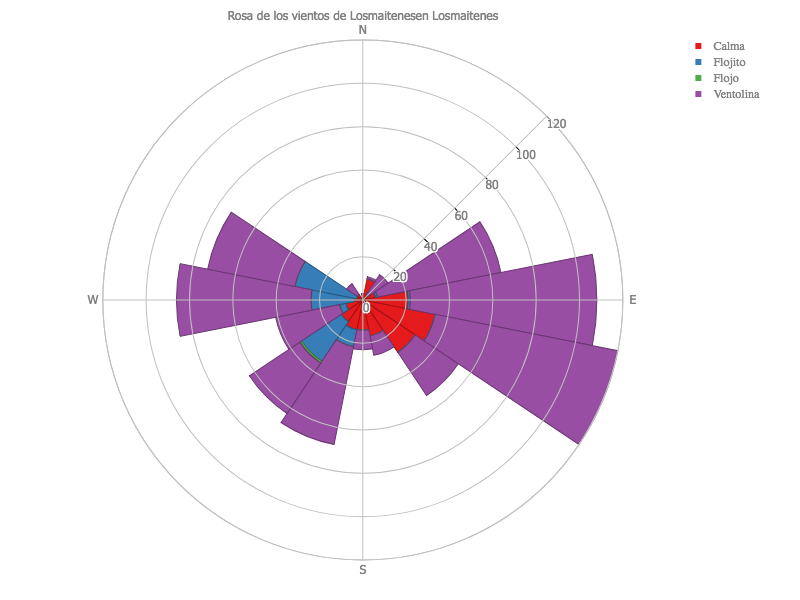 Rosa de los vientos de Losmaitenesen Losmaitenes
N
Calma
Flojito
Flojo
Ventolina
120
100
80
60
40
20
0
W
E
S